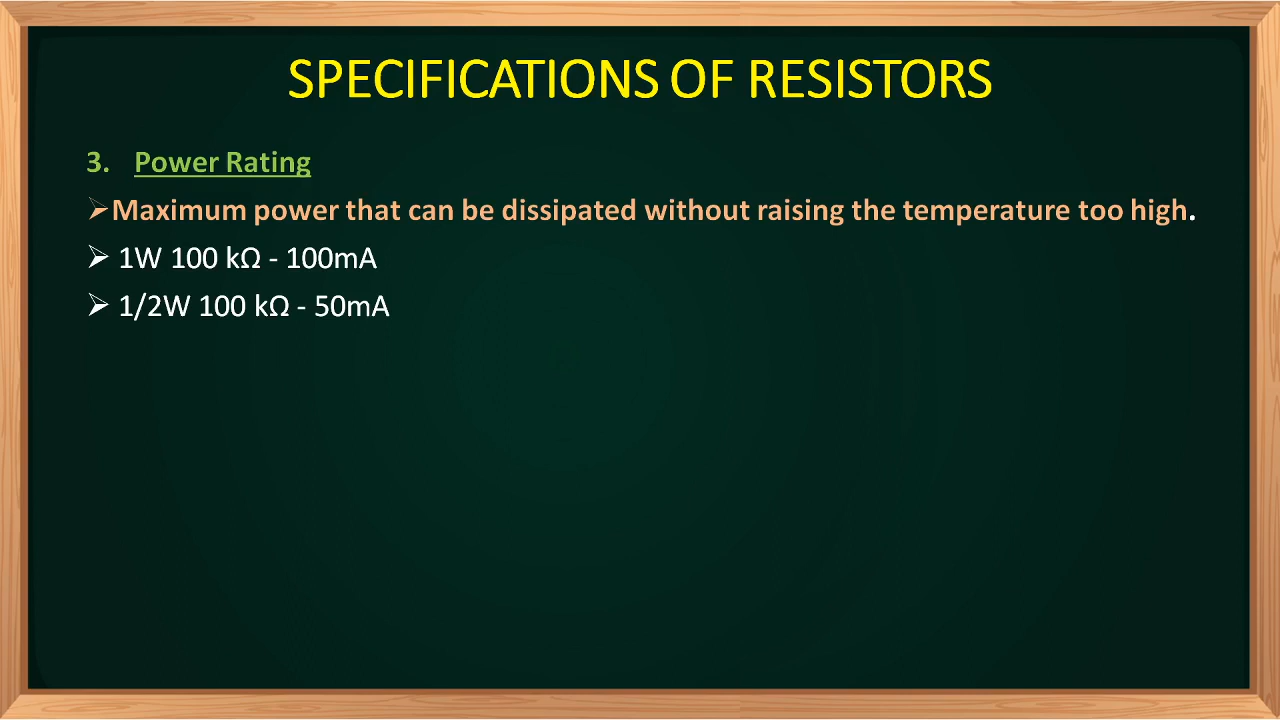 SPECIFICATIONS OF RESISTORS
3. Power Rating
➢Maximum power that can be dissipated without raising the temperature too high.
➢ 1W 100 kΩ - 100mA
➢ 1/2W 100 kΩ - 50mA